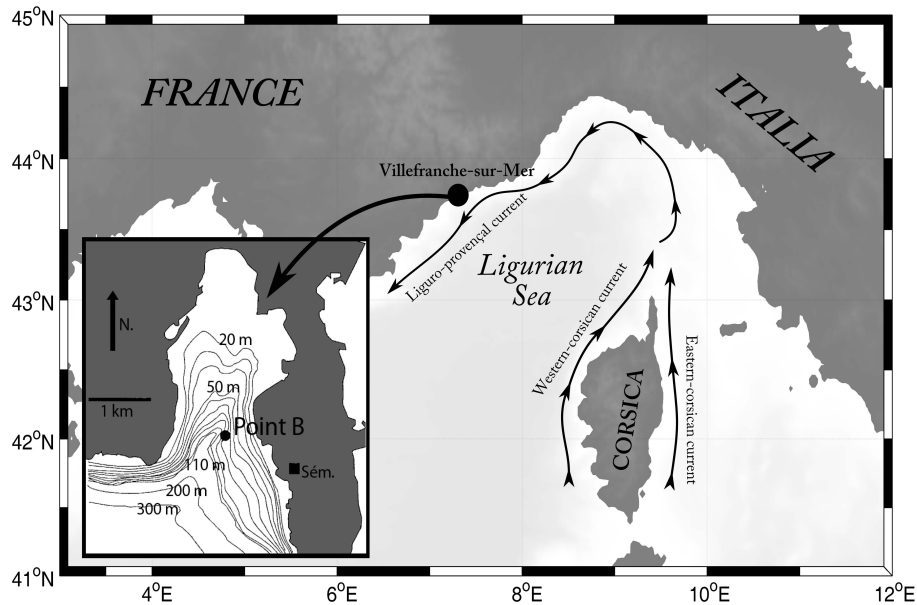 45°N
FRANCE
ITALIA
44°N
Villefranche-sur-Mer
Liguro-provençal current
Ligurian
Sea
43°N
Western-corsican current
Eastern-corsican current
CORSICA
42°N
41°N
N.
1 km
20 m
50 m
Point B
110 m
Sém.
200 m
300 m
4°E
6°E
8°E
10°E
12°E